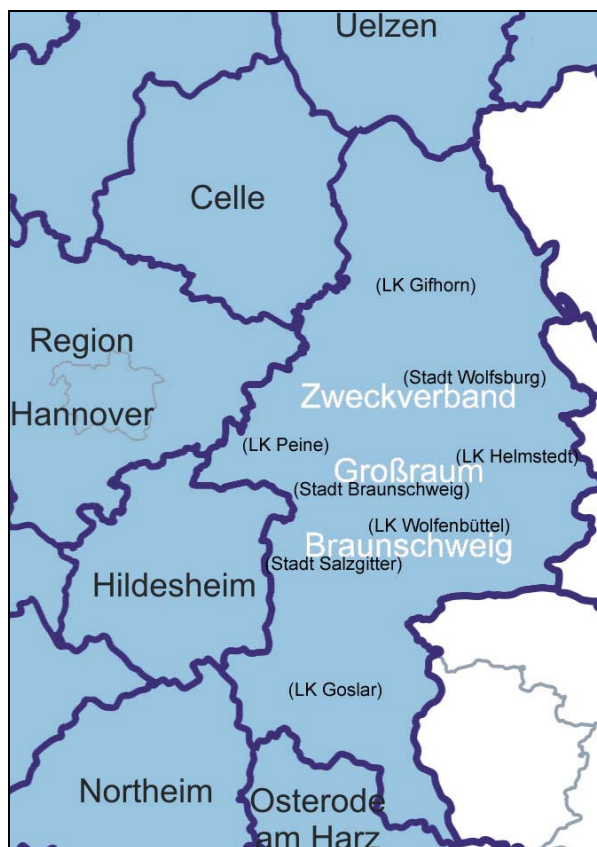 Uelzen
Celle
(LK Gifhorn)
Region
Hannover
(Stadt Wolfsburg)
Zweckverband
(LK Peine)
(LK Helmstedt)
Großraum
(Stadt Braunschweig)
(LK Wolfenbüttel)
Braunschweig
(Stadt Salzgitter)
Hildesheim
(LK Goslar)
Northeim
Osterode
am Harz